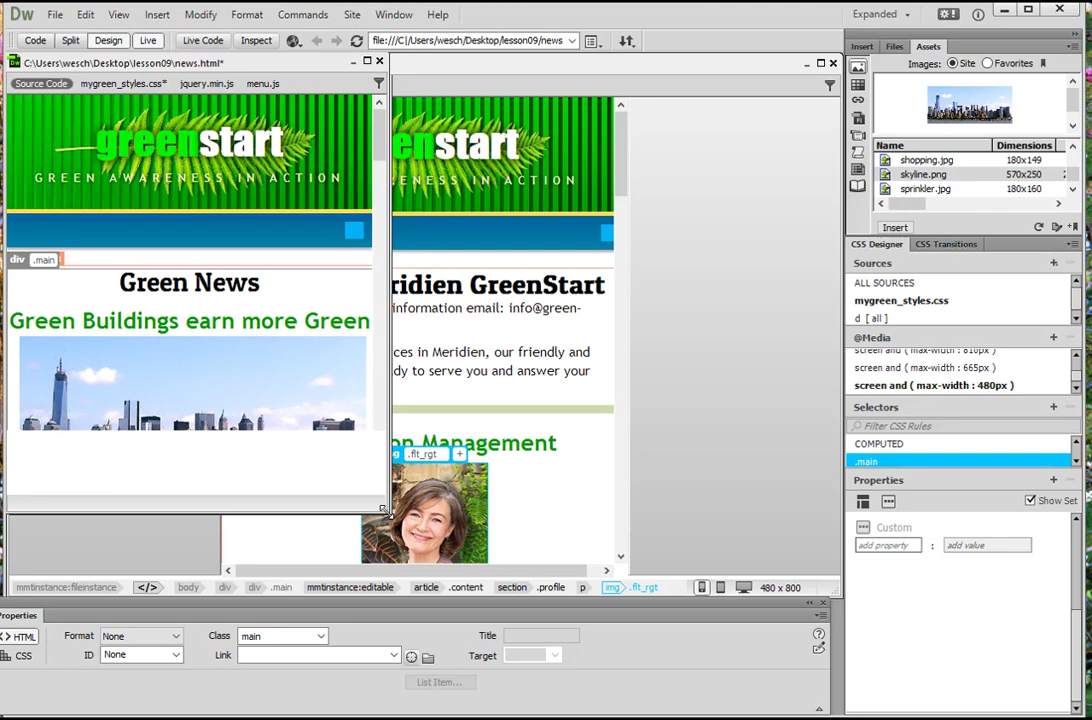 Dw File Edit View Insert Modify Format Commands Site Window Help Expanded
Code Split Design Live Live Code Inspect file:///C|/Users/wesch/Desktop/lesson09/news
Insert Files Assets
C:\Users\wesch\Desktop\lesson09\news.html*
Images: Site Favorites
Source Code mygreen_styles.css* jquery.min.js menu.js
greenstart
GREEN AWARENESS IN ACTION
enstart
ENESS IN ACTION
Name Dimensions
shopping.jpg 180x149
skyline.png 570x250 2
sprinkler.jpg 180x160
Insert
CSS Designer CSS Transitions
Sources
ALL SOURCES
mygreen_styles.css
d [ all ]
@Media
screen and ( max-width : 810px )
screen and ( max-width : 665px )
screen and ( max-width : 480px )
Selectors
Filter CSS Rules
COMPUTED
.main
Properties
Show Set
Custom
add property : add value
div .main
Green News
Green Buildings earn more Green
ridien GreenStart
information email: info@green-
ces in Meridien, our friendly and
dy to serve you and answer your
on Management
.flt_rgt +
mmtinstance:fileinstance </> body div div .main mmtinstance:editable article .content section .profile p img .flt_rgt 480 x 800
Properties
<> HTML Format None Class main Title
CSS ID None Link Target
List Item...